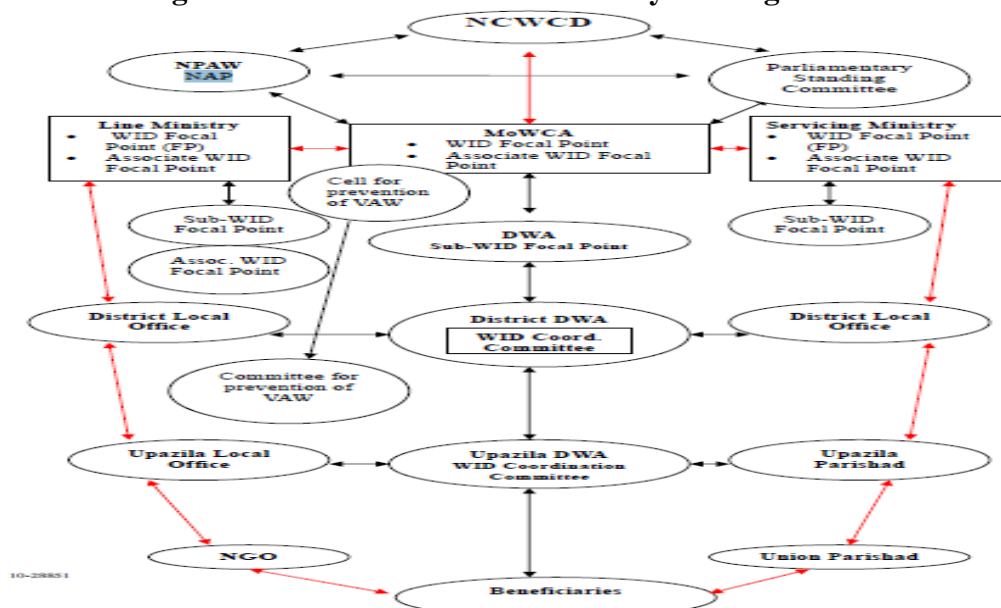 NCWCD
NPAW
NAP
Parliamentary
Standing
Committee
Line Ministry
• WID Focal
Point (FP)
• Associate WID
Focal Point
MoWCA
• WID Focal Point
• Associate WID Focal
Point
Servicing Ministry
• WID Focal Point
(FP)
• Associate WID
Focal Point
Cell for
prevention
of VAW
Sub-WID
Focal Point
Assoc. WID
Focal Point
DWA
Sub-WID Focal Point
Sub-WID
Focal Point
District Local
Office
District DWA
WID Coord.
Committee
District Local
Office
Committee for
prevention of
VAW
Upazila Local
Office
Upazila DWA
WID Coordination
Committee
Upazila
Parishad
NGO
Union Parishad
Beneficiaries
10-28851